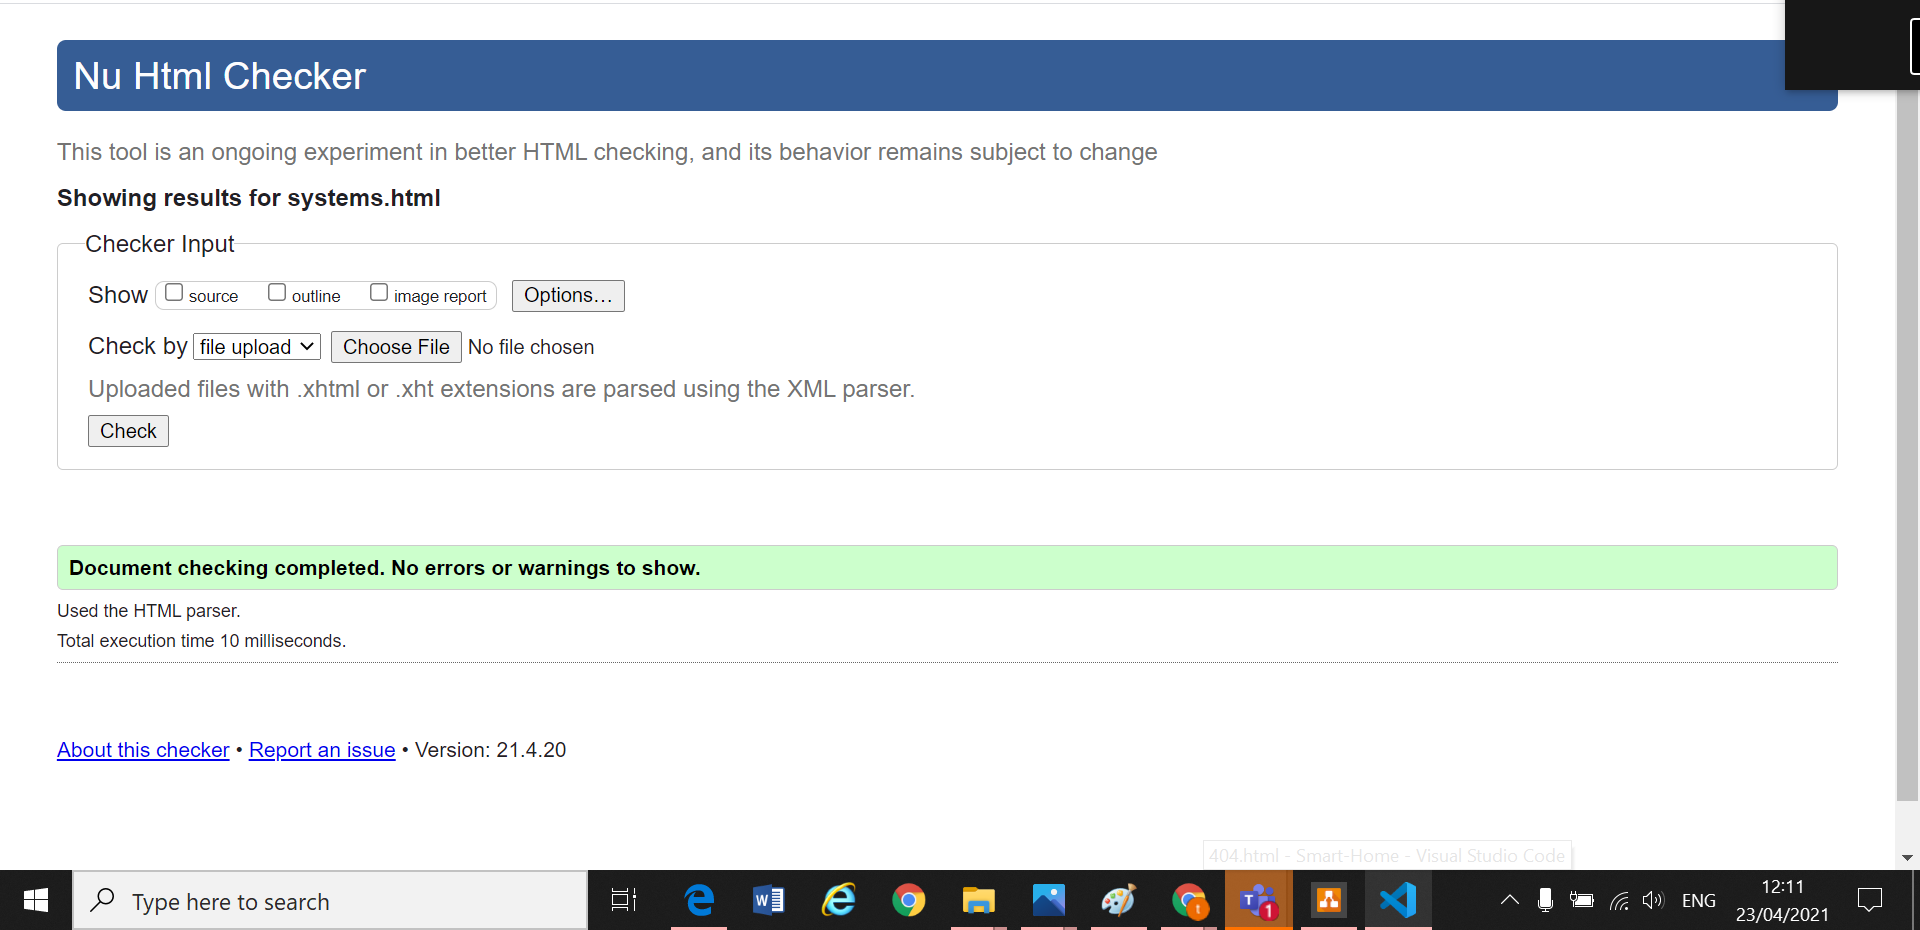 Nu Html Checker
This tool is an ongoing experiment in better HTML checking, and its behavior remains subject to change
Showing results for systems.html
Checker Input
Show source outline image report Options...
Check by file upload Choose File No file chosen
Uploaded files with .xhtml or .xht extensions are parsed using the XML parser.
Check
Document checking completed. No errors or warnings to show.
Used the HTML parser.
Total execution time 10 milliseconds.
About this checker • Report an issue • Version: 21.4.20
404.html - Smart-Home - Visual Studio Code
Type here to search
W
T 1
t
ENG
12:11
23/04/2021